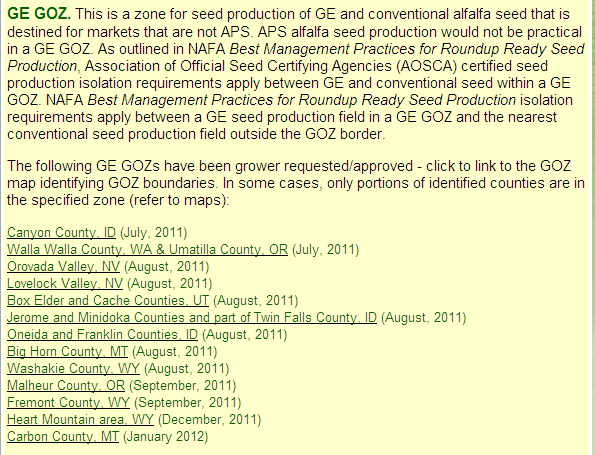 GE GOZ. This is a zone for seed production of GE and conventional alfalfa seed that is
destined for markets that are not APS. APS alfalfa seed production would not be practical
in a GE GOZ. As outlined in NAFA Best Management Practices for Roundup Ready Seed
Production, Association of Official Seed Certifying Agencies (AOSCA) certified seed
production isolation requirements apply between GE and conventional seed within a GE
GOZ. NAFA Best Management Practices for Roundup Ready Seed Production isolation
requirements apply between a GE seed production field in a GE GOZ and the nearest
conventional seed production field outside the GOZ border.
The following GE GOZs have been grower requested/approved - click to link to the GOZ
map identifying GOZ boundaries. In some cases, only portions of identified counties are in
the specified zone (refer to maps):
Canyon County, ID (July, 2011)
Walla Walla County, WA & Umatilla County, OR (July, 2011)
Orovada Valley, NV (August, 2011)
Lovelock Valley, NV (August, 2011)
Box Elder and Cache Counties, UT (August, 2011)
Jerome and Minidoka Counties and part of Twin Falls County, ID (August, 2011)
Oneida and Franklin Counties, ID (August, 2011)
Big Horn County, MT (August, 2011)
Washakie County, WY (August, 2011)
Malheur County, OR (September, 2011)
Fremont County, WY (September, 2011)
Heart Mountain area, WY (December, 2011)
Carbon County, MT (January 2012)